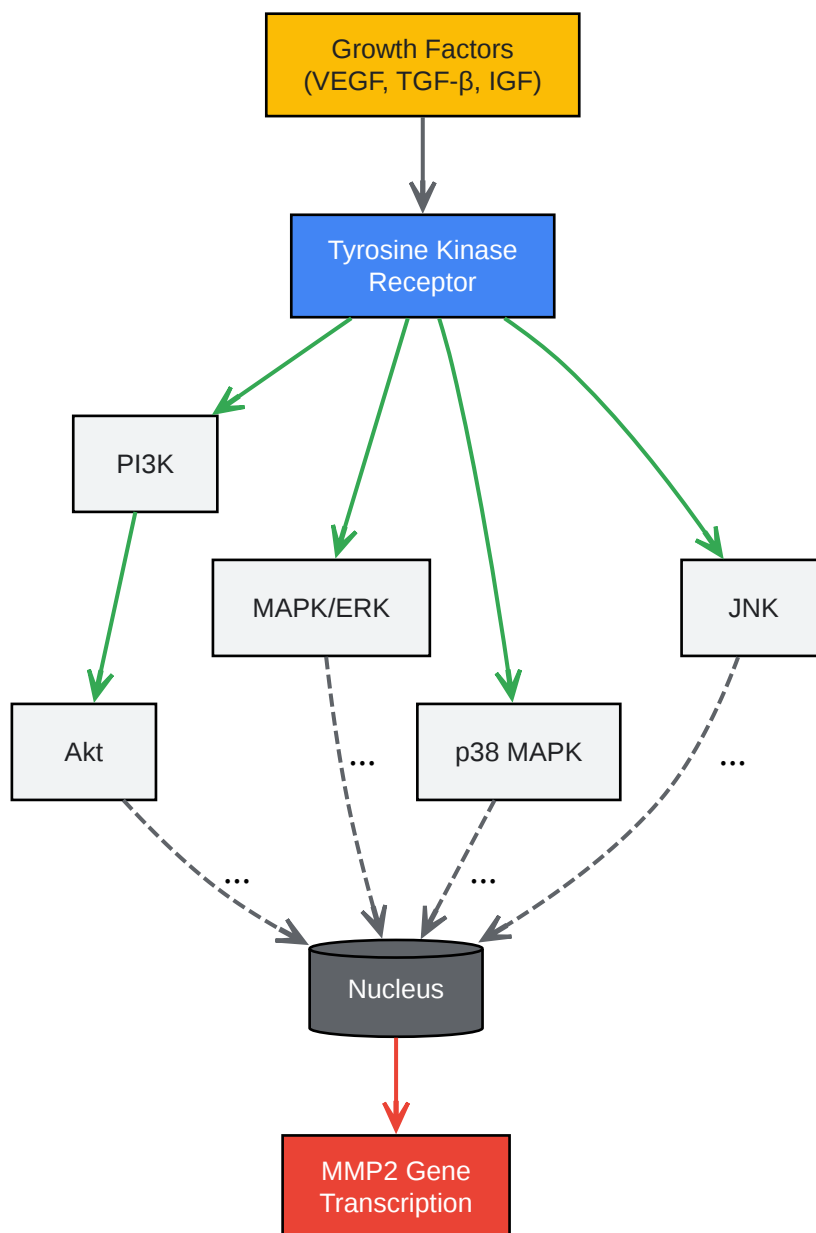 Growth Factors
(VEGF, TGF-β, IGF)
Tyrosine Kinase
Receptor
PI3K
MAPK/ERK
JNK
Akt
...
p38 MAPK
...
...
...
Nucleus
MMP2 Gene
Transcription